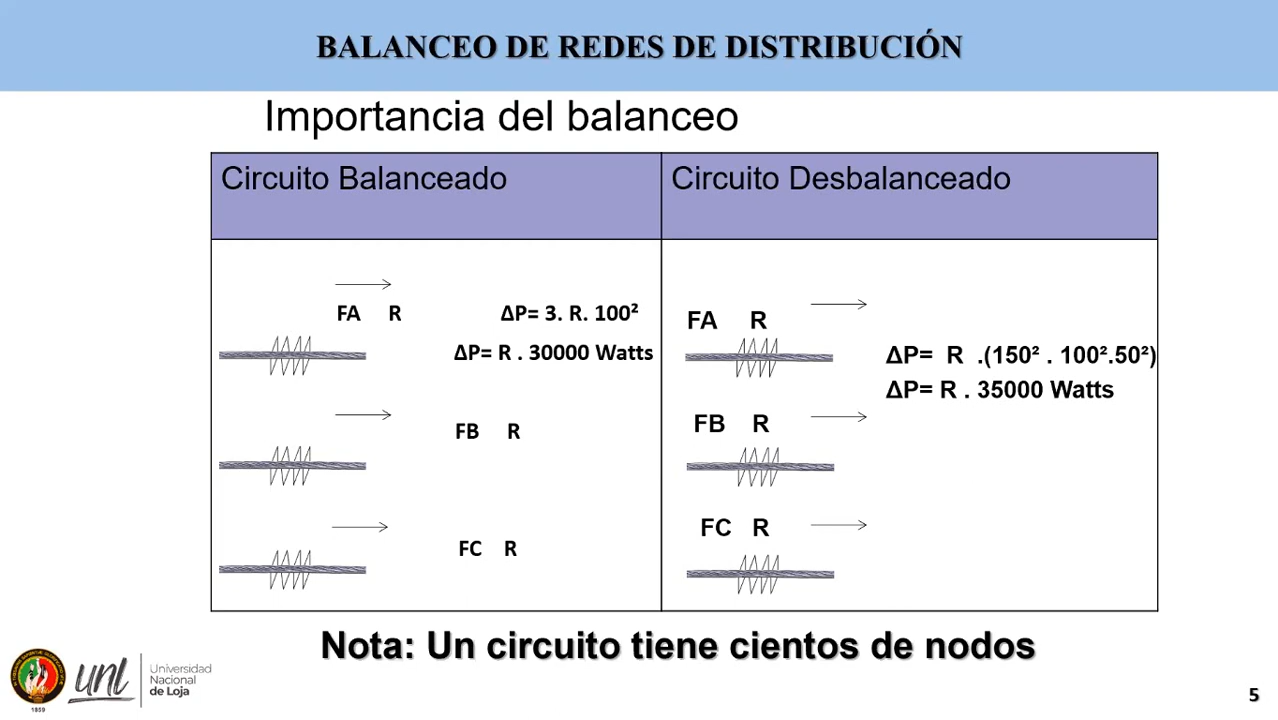 BALANCEO DE REDES DE DISTRIBUCIÓN
Importancia del balanceo
Circuito Balanceado
Circuito Desbalanceado
FA R
ΔP= 3. R. 100²
ΔP= R . 30000 Watts
FB R
FC R
FA R
ΔP= R .(150² . 100².50²)
ΔP= R . 35000 Watts
FB R
FC R
Nota: Un circuito tiene cientos de nodos
1859
unl
Universidad
Nacional
de Loja
5